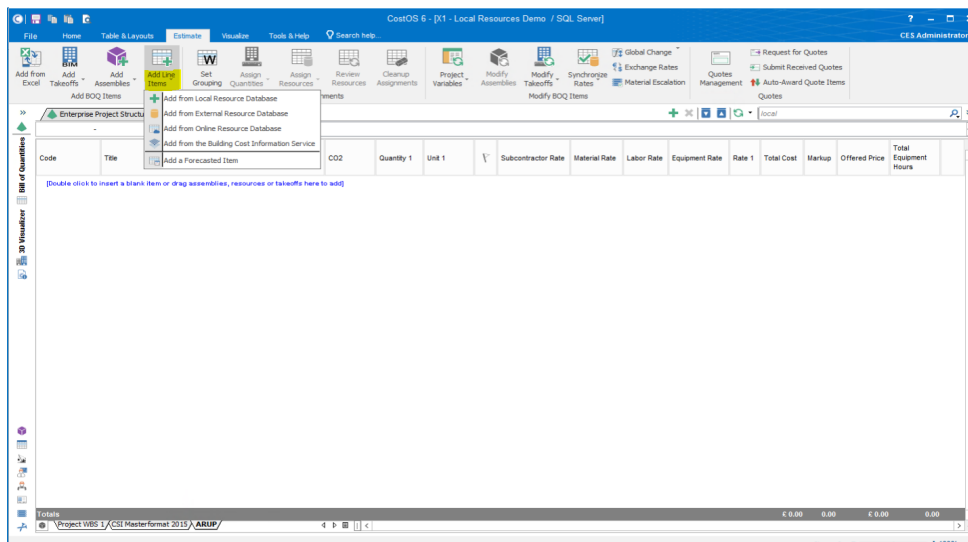 CostOS 6 - [X1 - Local Resources Demo / SQL Server]
File Home Table & Layouts Estimate Visualize Tools & Help Search help... CES Administrator
Add from Excel
Add Takeoffs
Add Assemblies
Add Line Items
Set Grouping
Assign Quantities
Assign Resources
Review Resources
Cleanup Assignments
Project Variables
Modify Assemblies
Modify Takeoffs
Synchronize Rates
Global Change
Exchange Rates
Material Escalation
Quotes Management
Request for Quotes
Submit Received Quotes
Auto-Award Quote Items
Add BOQ Items
Modify BOQ Items
Quotes
Add from Local Resource Database
Add from External Resource Database
Add from Online Resource Database
Add from the Building Cost Information Service
Add a Forecasted Item
Enterprise Project Structu
local
Bill of Quantities
3D Visualizer
Code Title CO2 Quantity 1 Unit 1 Subcontractor Rate Material Rate Labor Rate Equipment Rate Rate 1 Total Cost Markup Offered Price Total Equipment Hours
[Double click to insert a blank item or drag assemblies, resources or takeoffs here to add]
Totals £ 0.00 0.00 £ 0.00 0.00
Project WBS 1 CSI Masterformat 2015 ARUP